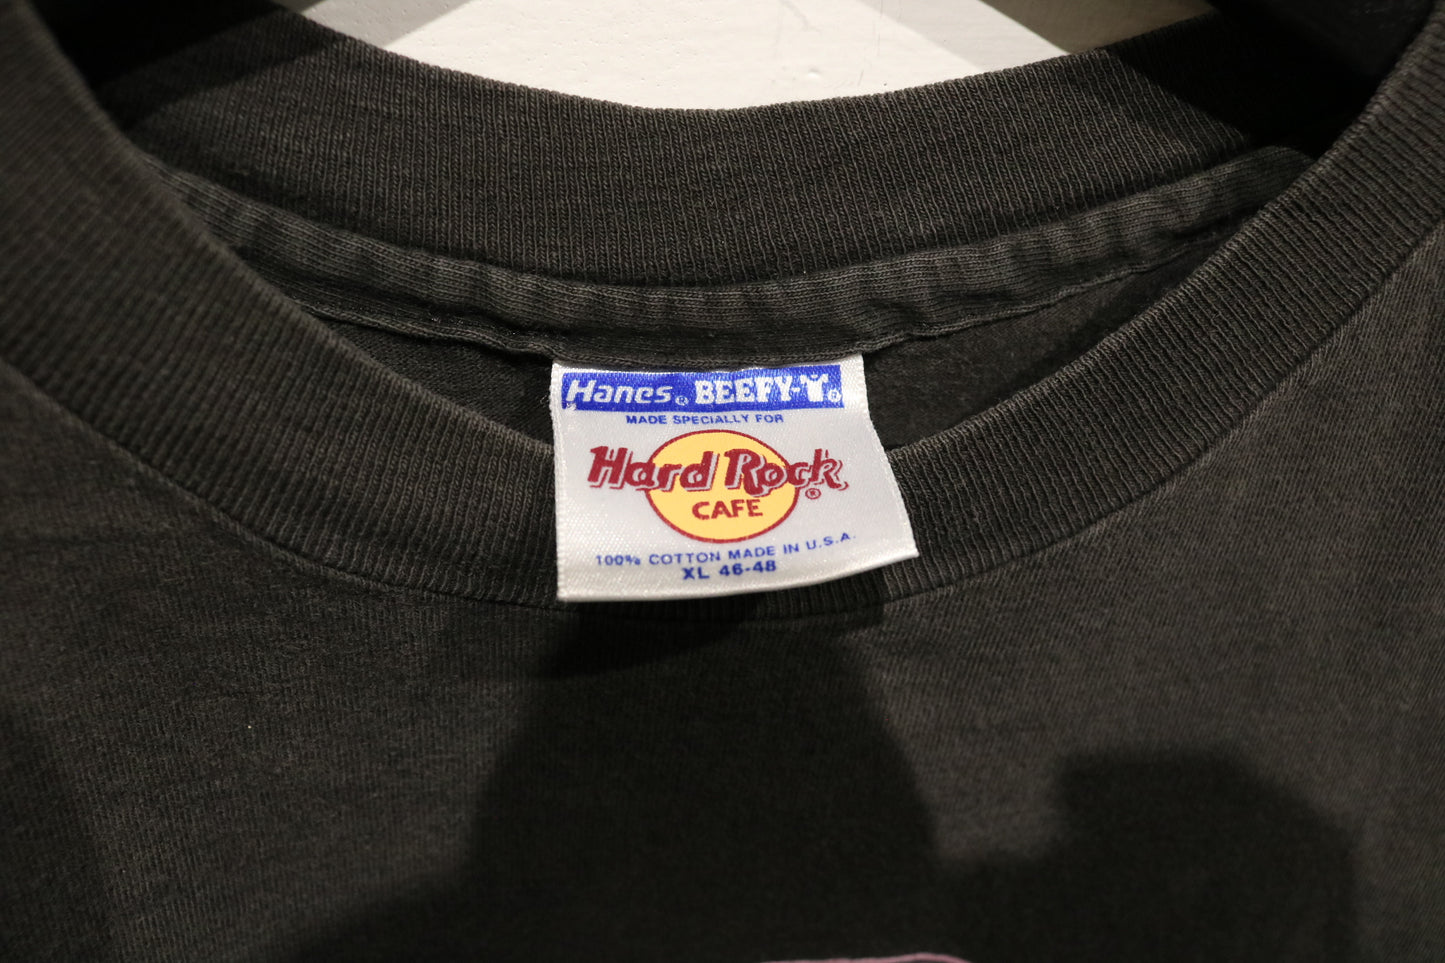 Hanes® BEEFY-T®
MADE SPECIALLY FOR
Hard Rock®
CAFE
100% COTTON MADE IN U.S.A.
XL 46-48